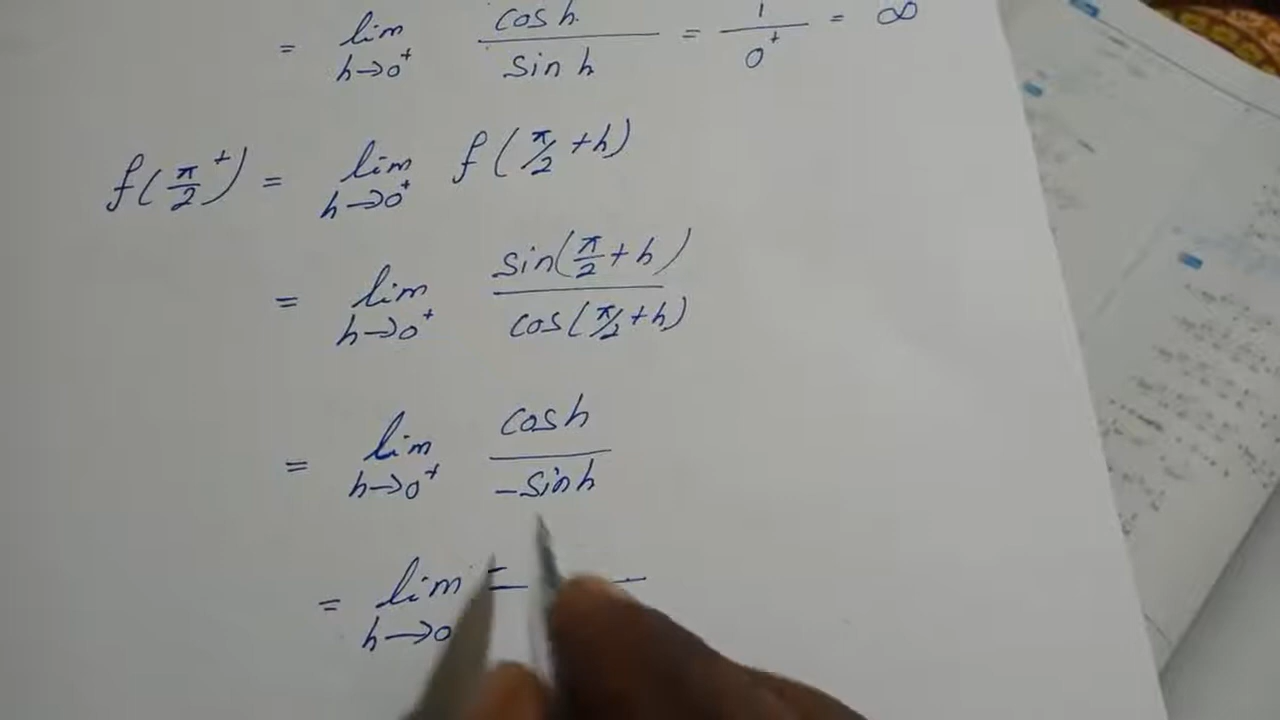 = lim h→0⁺ cos h / sin h = 1 / 0⁺ = ∞
f(π/2⁺) = lim h→0⁺ f(π/2 + h)
= lim h→0⁺ sin(π/2 + h) / cos(π/2 + h)
= lim h→0⁺ cos h / -sin h
= lim h→0